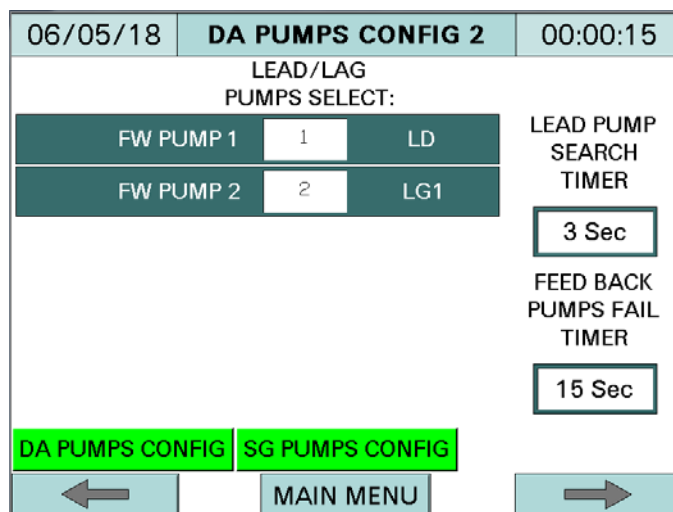 06/05/18 DA PUMPS CONFIG 2 00:00:15
LEAD/LAG
PUMPS SELECT:
FW PUMP 1 1 LD
FW PUMP 2 2 LG1
LEAD PUMP
SEARCH
TIMER
3 Sec
FEED BACK
PUMPS FAIL
TIMER
15 Sec
DA PUMPS CONFIG SG PUMPS CONFIG
MAIN MENU